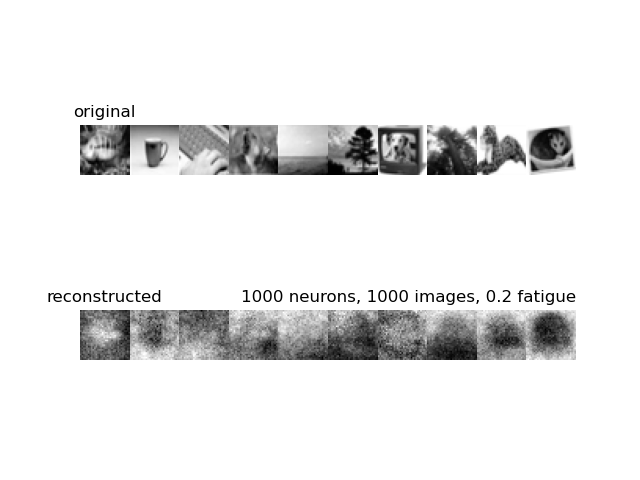 original
reconstructed
1000 neurons, 1000 images, 0.2 fatigue